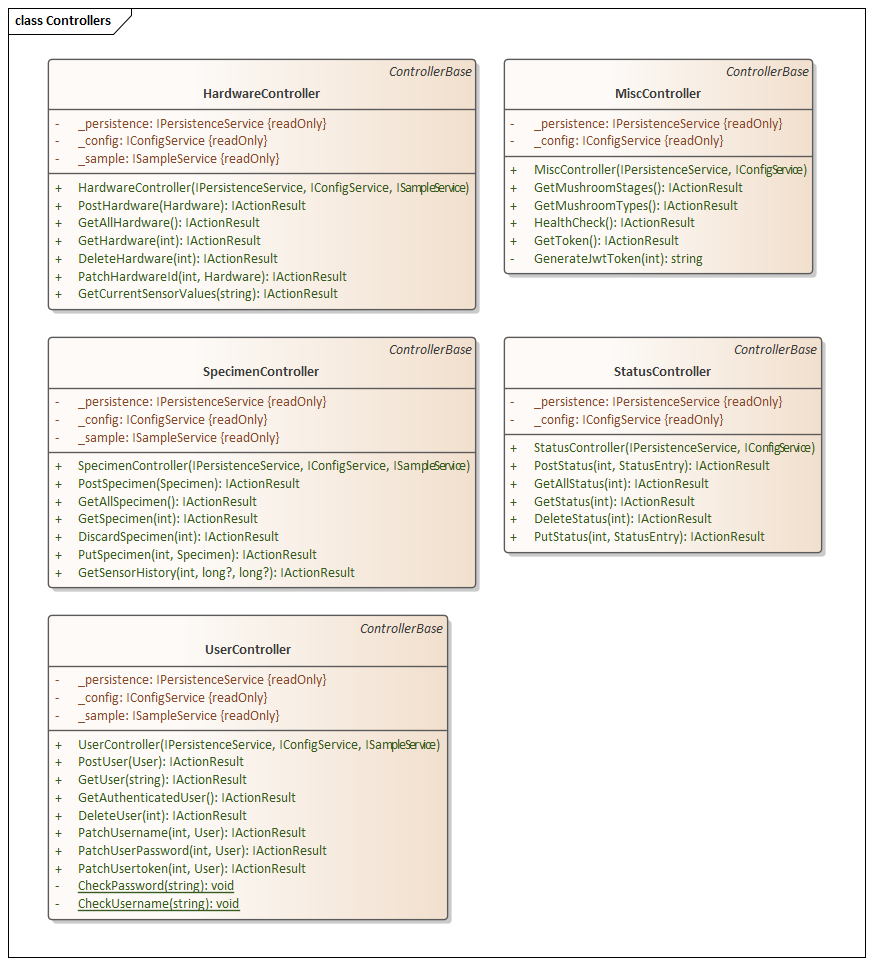 class Controllers
ControllerBase
HardwareController
- _persistence: IPersistenceService {readOnly}
- _config: IConfigService {readOnly}
- _sample: ISampleService {readOnly}
+ HardwareController(IPersistenceService, IConfigService, ISampleService)
+ PostHardware(Hardware): IActionResult
+ GetAllHardware(): IActionResult
+ GetHardware(int): IActionResult
+ DeleteHardware(int): IActionResult
+ PatchHardwareId(int, Hardware): IActionResult
+ GetCurrentSensorValues(string): IActionResult
ControllerBase
MiscController
- _persistence: IPersistenceService {readOnly}
- _config: IConfigService {readOnly}
+ MiscController(IPersistenceService, IConfigService)
+ GetMushroomStages(): IActionResult
+ GetMushroomTypes(): IActionResult
+ HealthCheck(): IActionResult
+ GetToken(): IActionResult
- GenerateJwtToken(int): string
ControllerBase
SpecimenController
- _persistence: IPersistenceService {readOnly}
- _config: IConfigService {readOnly}
- _sample: ISampleService {readOnly}
+ SpecimenController(IPersistenceService, IConfigService, ISampleService)
+ PostSpecimen(Specimen): IActionResult
+ GetAllSpecimen(): IActionResult
+ GetSpecimen(int): IActionResult
+ DiscardSpecimen(int): IActionResult
+ PutSpecimen(int, Specimen): IActionResult
+ GetSensorHistory(int, long?, long?): IActionResult
ControllerBase
StatusController
- _persistence: IPersistenceService {readOnly}
- _config: IConfigService {readOnly}
+ StatusController(IPersistenceService, IConfigService)
+ PostStatus(int, StatusEntry): IActionResult
+ GetAllStatus(int): IActionResult
+ GetStatus(int): IActionResult
+ DeleteStatus(int): IActionResult
+ PutStatus(int, StatusEntry): IActionResult
ControllerBase
UserController
- _persistence: IPersistenceService {readOnly}
- _config: IConfigService {readOnly}
- _sample: ISampleService {readOnly}
+ UserController(IPersistenceService, IConfigService, ISampleService)
+ PostUser(User): IActionResult
+ GetUser(string): IActionResult
+ GetAuthenticatedUser(): IActionResult
+ DeleteUser(int): IActionResult
+ PatchUsername(int, User): IActionResult
+ PatchUserPassword(int, User): IActionResult
+ PatchUsertoken(int, User): IActionResult
- CheckPassword(string): void
- CheckUsername(string): void